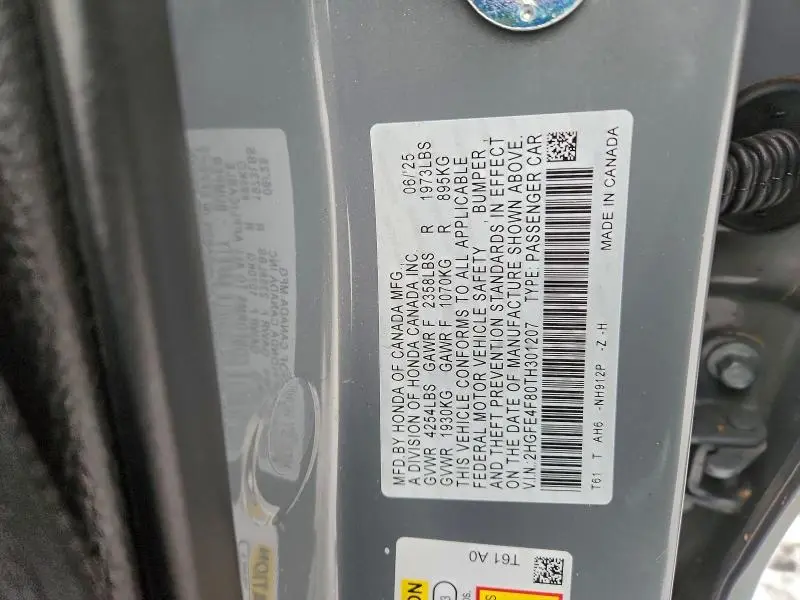 MFD.BY HONDA OF CANADA MFG.,
A DIVISION OF HONDA CANADA INC. 06/'25
GVWR 4254LBS GAWR F 2358LBS R 1973LBS
GVWR 1930KG GAWR F 1070KG R 895KG
THIS VEHICLE CONFORMS TO ALL APPLICABLE
FEDERAL MOTOR VEHICLE SAFETY BUMPER,
AND THEFT PREVENTION STANDARDS IN EFFECT
ON THE DATE OF MANUFACTURE SHOWN ABOVE.
V.I.N.:2HGFE4F80TH301207 TYPE: PASSENGER CAR
T61 T AH6 -NH912P -Z -H
MADE IN CANADA
T61 A0